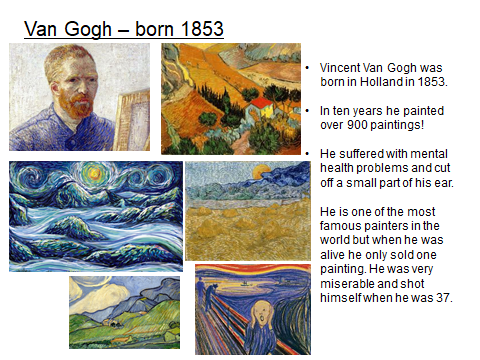 Van Gogh – born 1853
• Vincent Van Gogh was
born in Holland in 1853.
• In ten years he painted
over 900 paintings!
• He suffered with mental
health problems and cut
off a small part of his ear.
He is one of the most
famous painters in the
world but when he was
alive he only sold one
painting. He was very
miserable and shot
himself when he was 37.